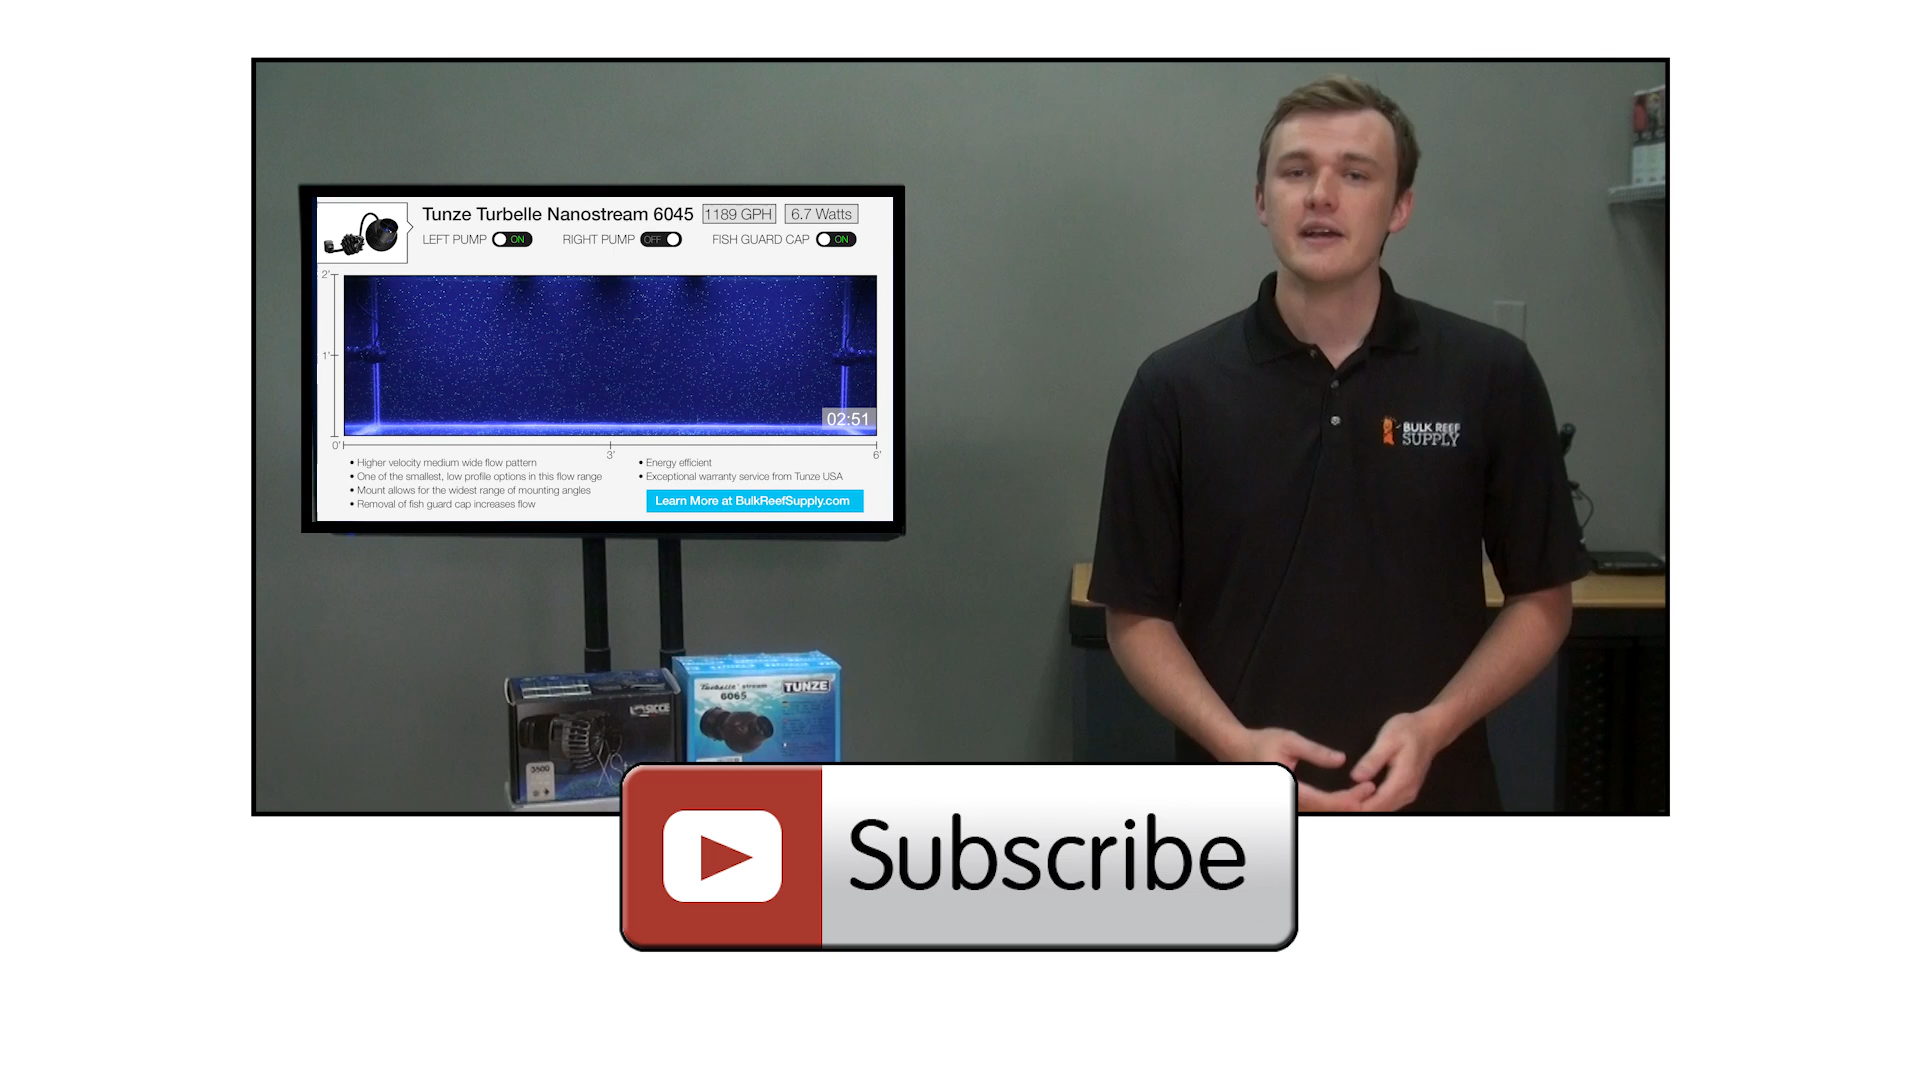 Tunze Turbelle Nanostream 6045 1189 GPH 6.7 Watts
LEFT PUMP ON RIGHT PUMP OFF FISH GUARD CAP ON
2'
1'
02:51
0' 3' 6'
• Higher velocity medium wide flow pattern
• One of the smallest, low profile options in this flow range
• Mount allows for the widest range of mounting angles
• Removal of fish guard cap increases flow
• Energy efficient
• Exceptional warranty service from Tunze USA
Learn More at BulkReefSupply.com
BULK REEF
SUPPLY
SICCE
3500
XS
Turbelle stream
6065
TUNZE
Subscribe